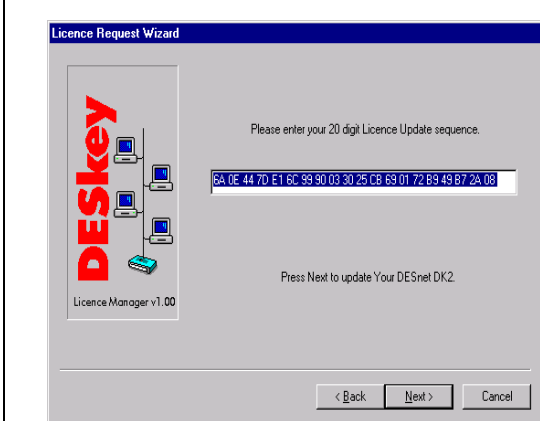 Licence Request Wizard
DESkey
Please enter your 20 digit Licence Update sequence.
6A 0E 44 7D E1 6C 99 90 03 30 25 CB 69 01 72 B9 49 B7 2A 08
Press Next to update Your DESnet DK2.
Licence Manager v1.00
< Back
Next >
Cancel